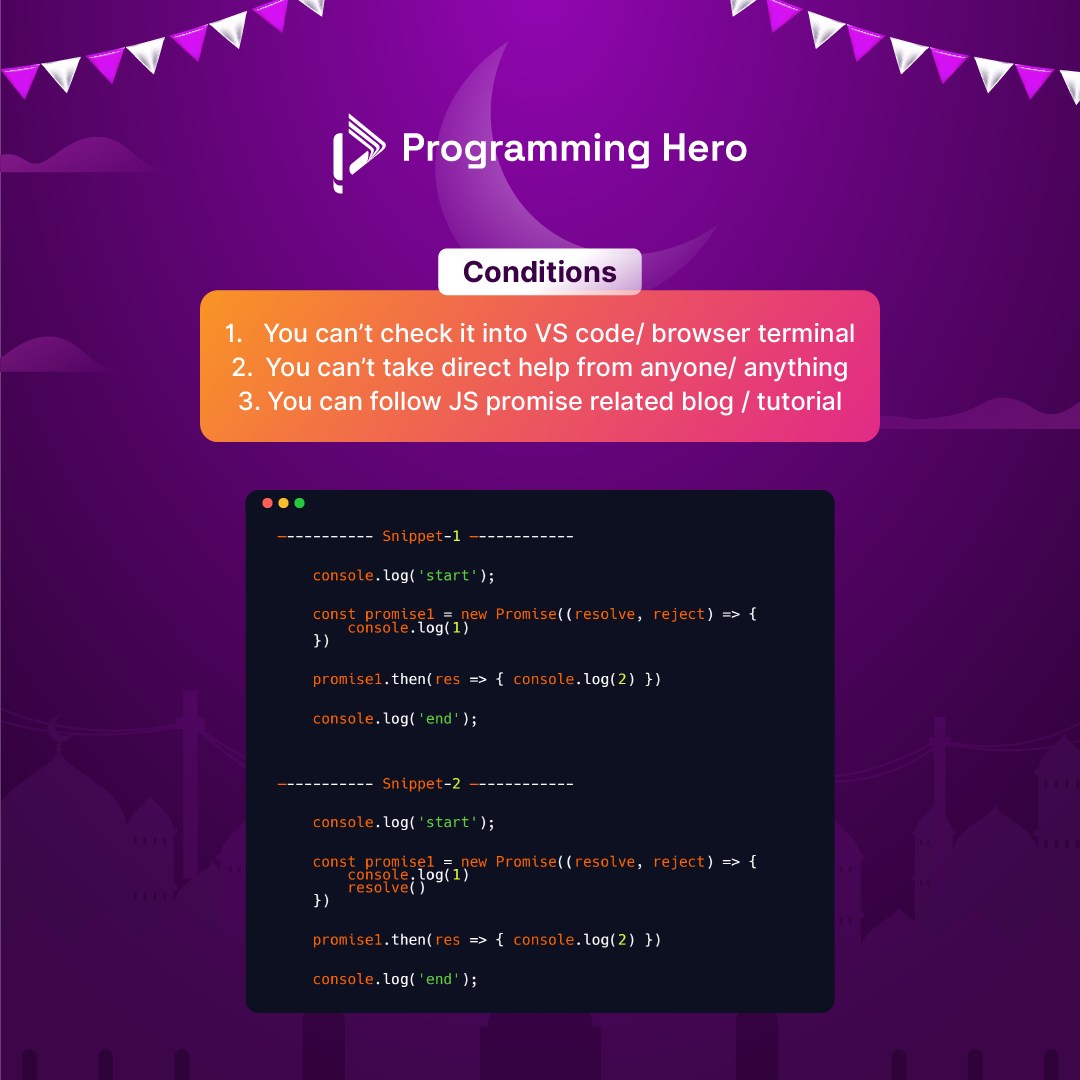 Programming Hero
Conditions
1. You can’t check it into VS code/ browser terminal
2. You can’t take direct help from anyone/ anything
3. You can follow JS promise related blog / tutorial
—---------- Snippet-1 —-----------
console.log('start');
const promise1 = new Promise((resolve, reject) => {
console.log(1)
})
promise1.then(res => { console.log(2) })
console.log('end');
—---------- Snippet-2 —-----------
console.log('start');
const promise1 = new Promise((resolve, reject) => {
console.log(1)
resolve()
})
promise1.then(res => { console.log(2) })
console.log('end');